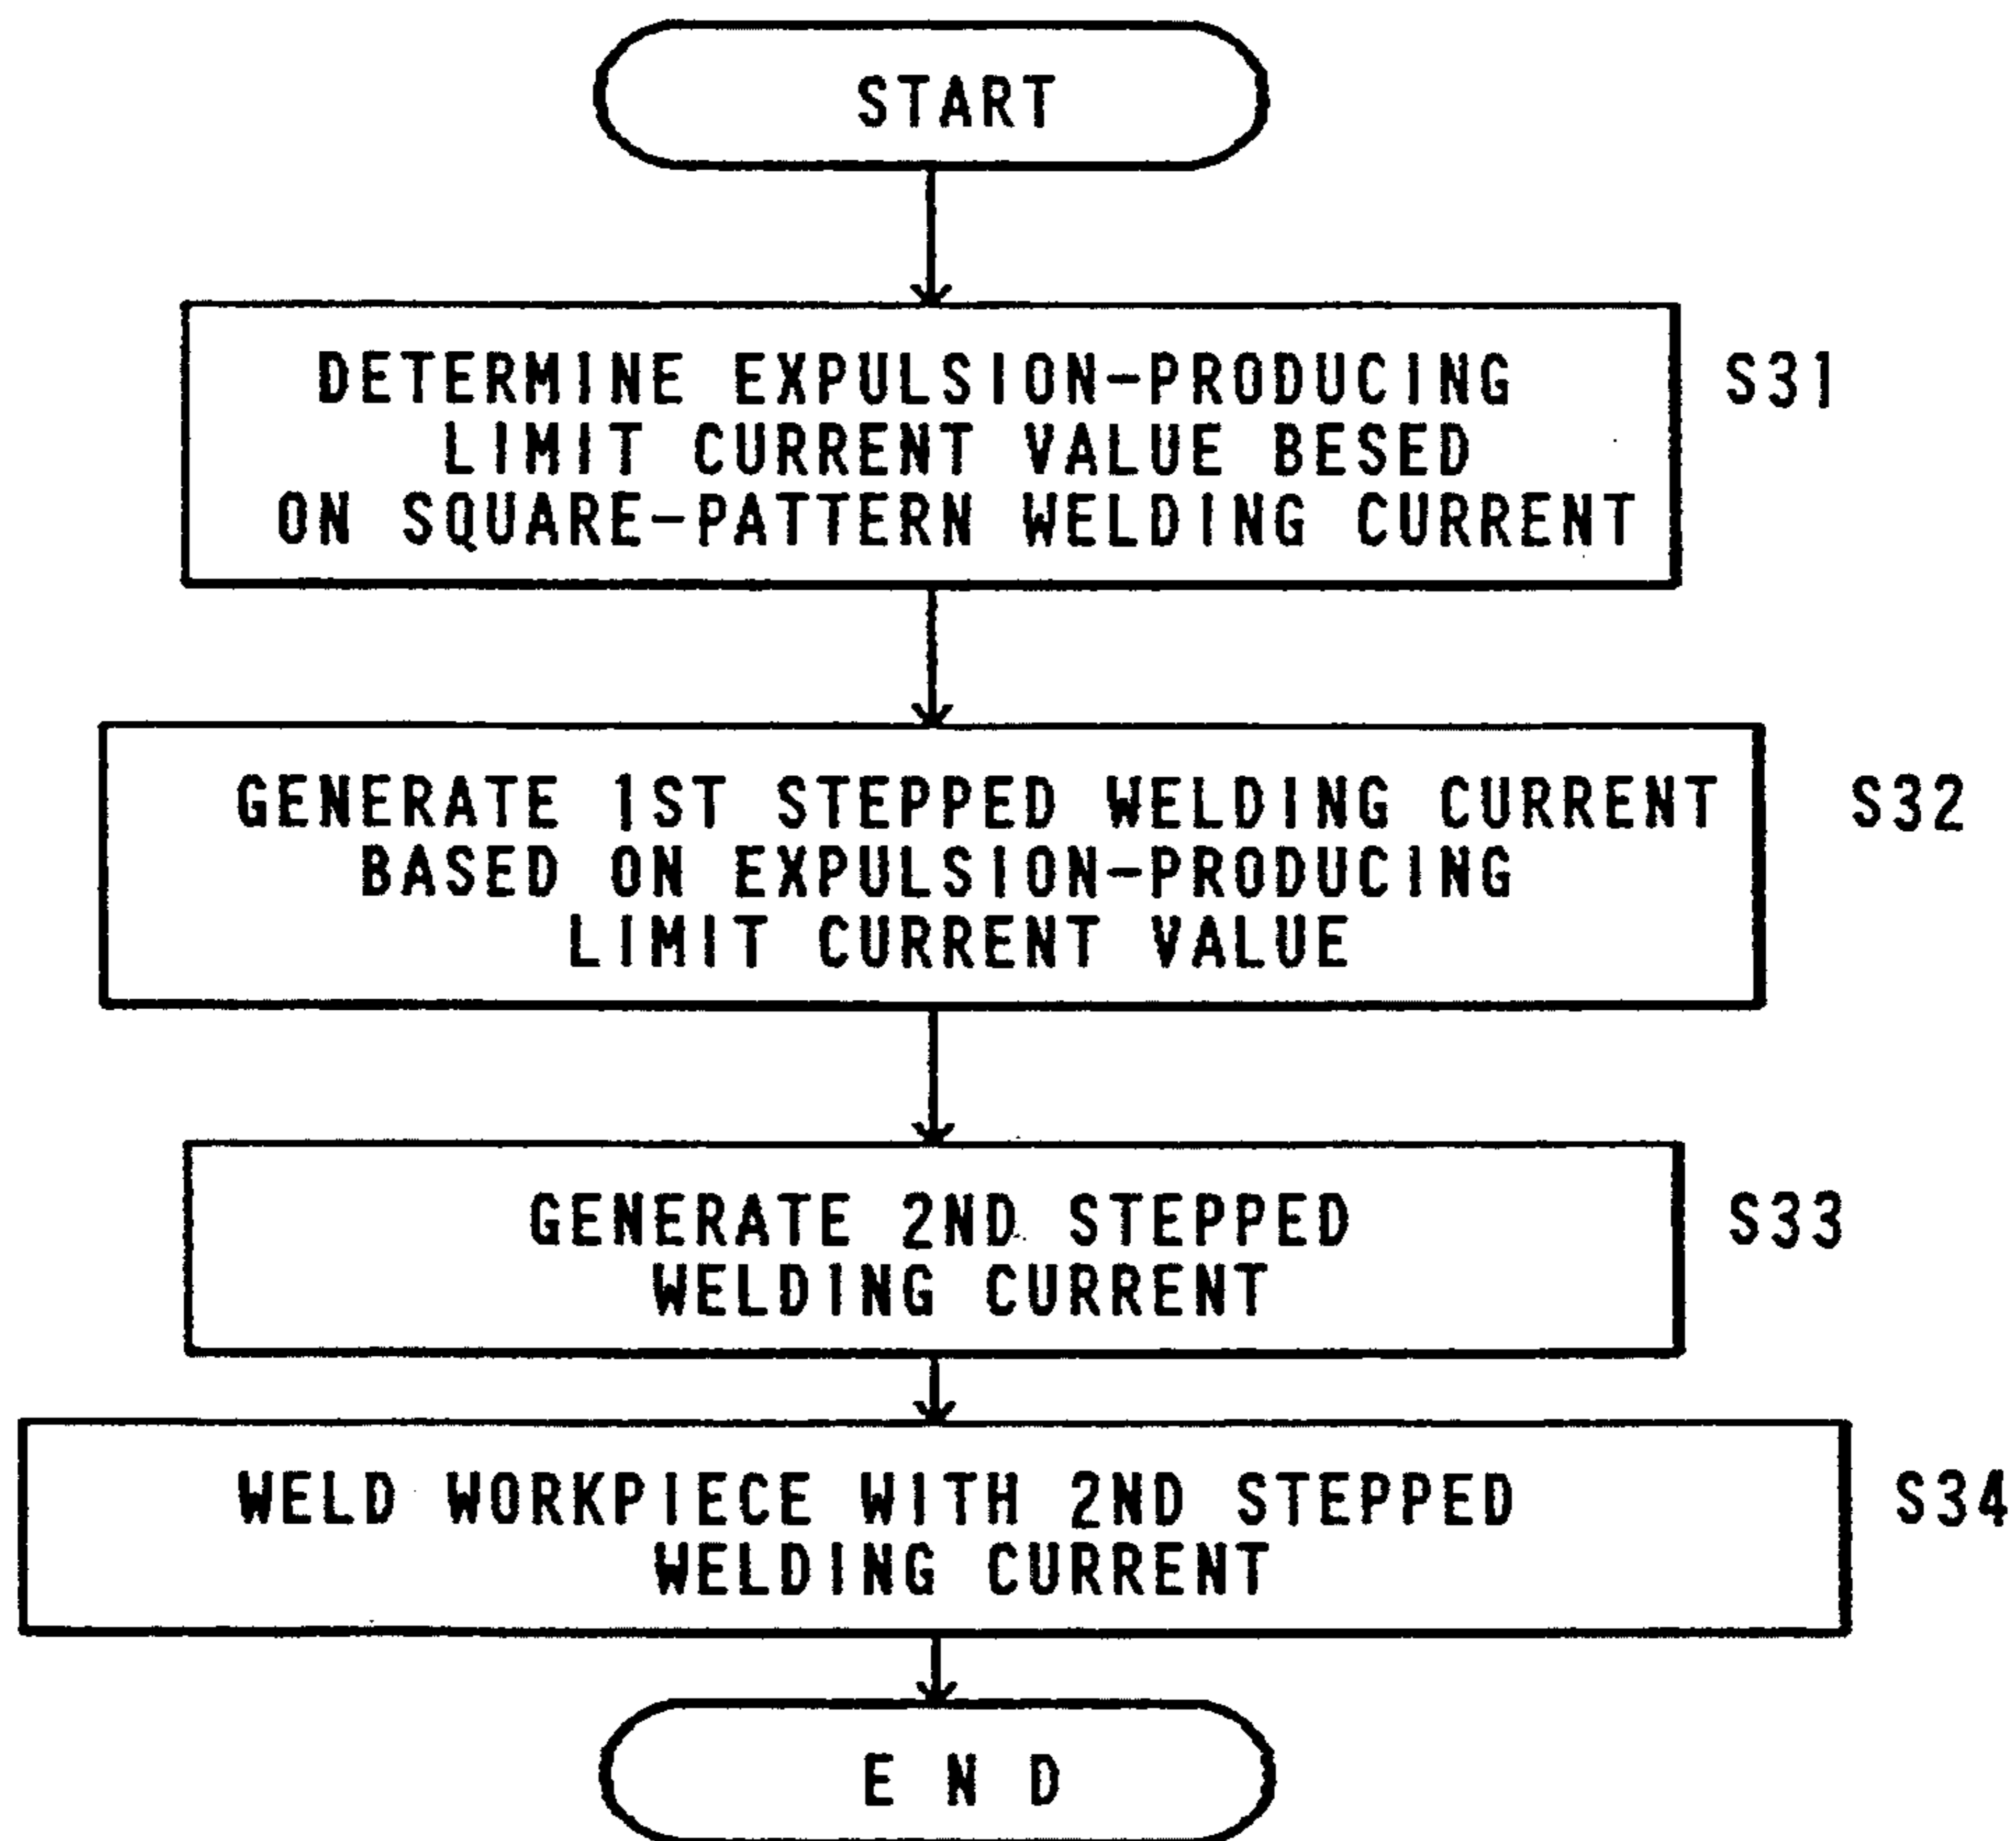 START
DETERMINE EXPULSION-PRODUCING
LIMIT CURRENT VALUE BESED
ON SQUARE-PATTERN WELDING CURRENT
S31
GENERATE 1ST STEPPED WELDING CURRENT
BASED ON EXPULSION-PRODUCING
LIMIT CURRENT VALUE
S32
GENERATE 2ND STEPPED
WELDING CURRENT
S33
WELD WORKPIECE WITH 2ND STEPPED
WELDING CURRENT
S34
END